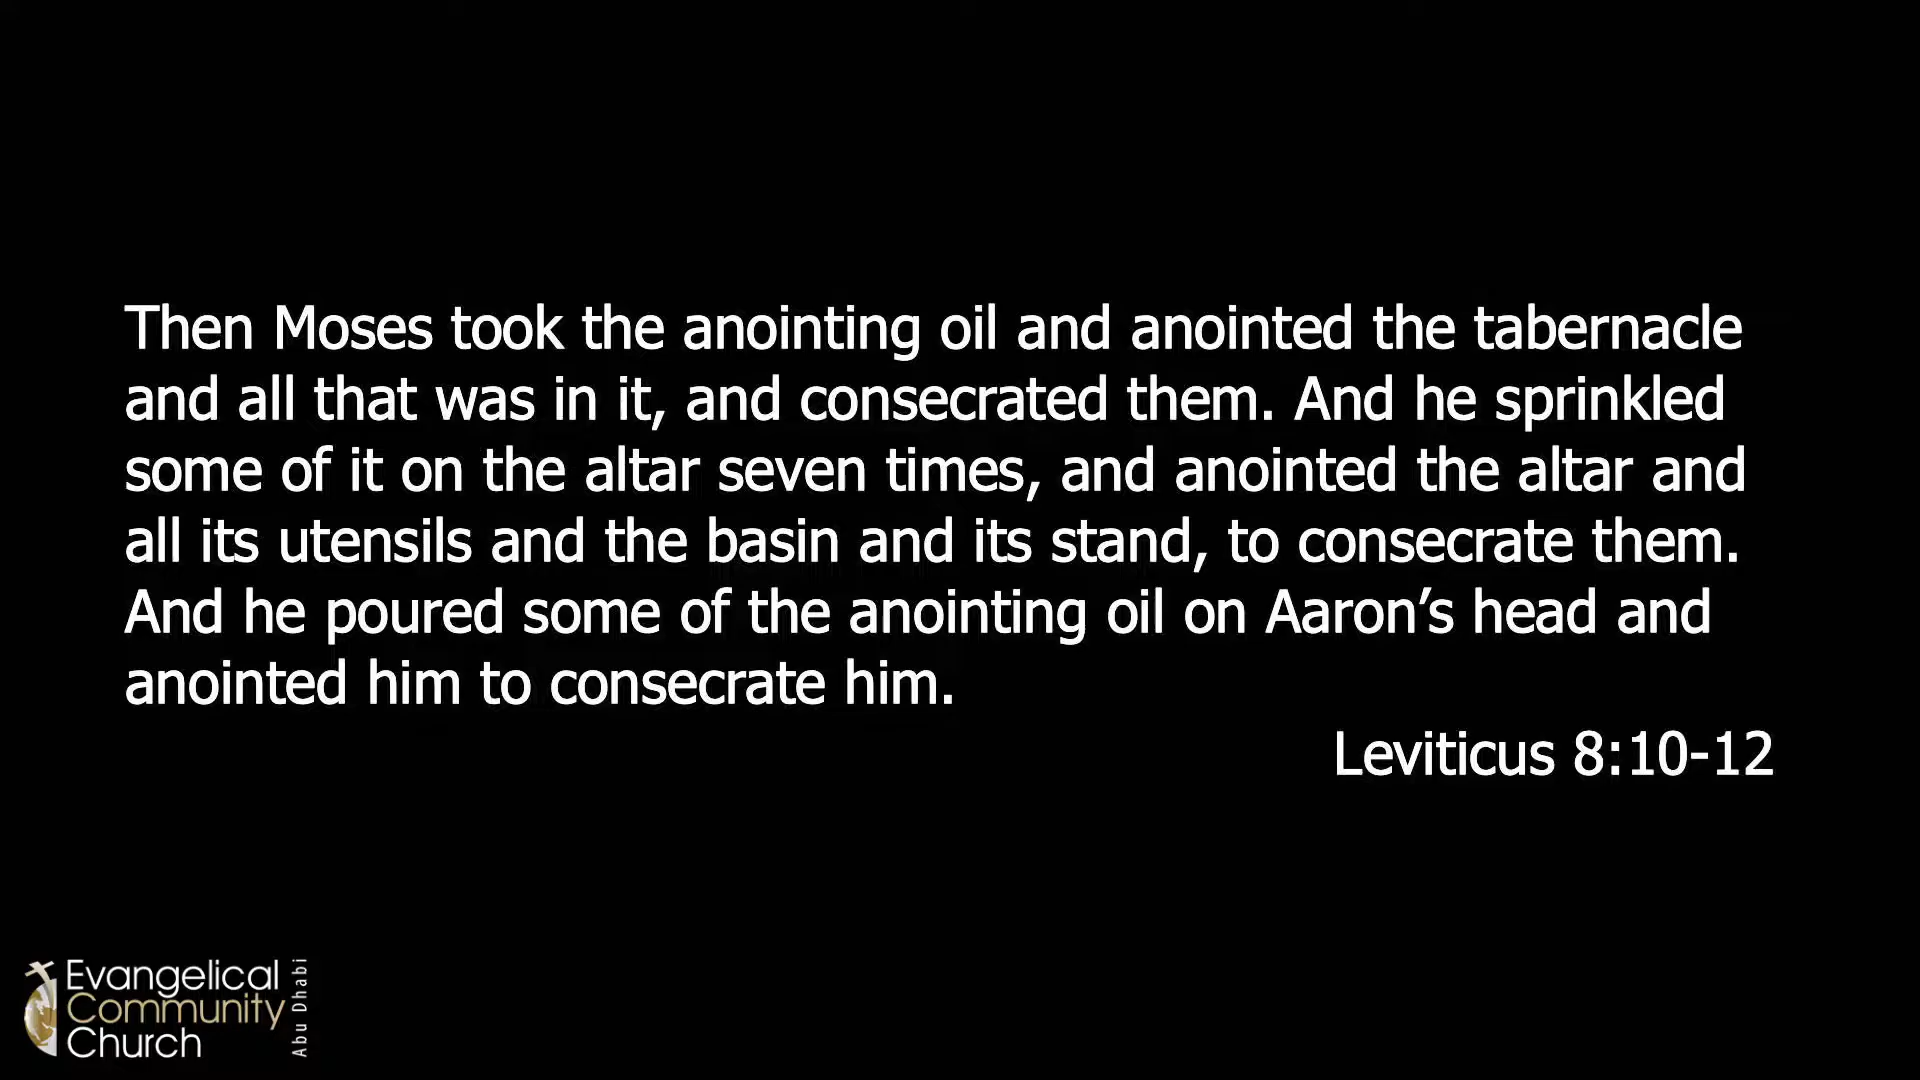 Then Moses took the anointing oil and anointed the tabernacle
and all that was in it, and consecrated them. And he sprinkled
some of it on the altar seven times, and anointed the altar and
all its utensils and the basin and its stand, to consecrate them.
And he poured some of the anointing oil on Aaron’s head and
anointed him to consecrate him.
Leviticus 8:10-12
Evangelical
Community
Church
Abu Dhabi